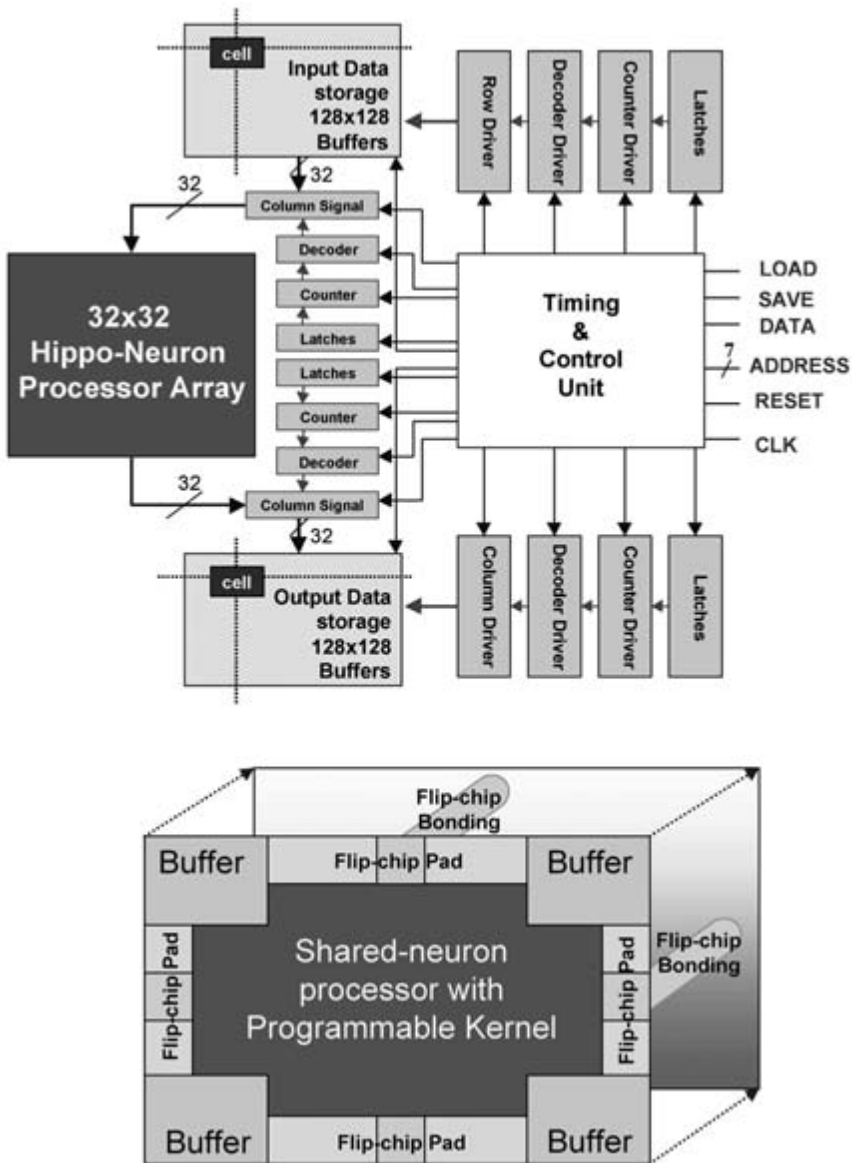 cell
Input Data
storage
128x128
Buffers
Row Driver
Decoder Driver
Counter Driver
Latches
32
32
Column Signal
Decoder
Counter
Latches
Latches
Counter
Decoder
Column Signal
32x32
Hippo-Neuron
Processor Array
Timing
&
Control
Unit
LOAD
SAVE
DATA
7
ADDRESS
RESET
CLK
32
32
cell
Output Data
storage
128x128
Buffers
Column Driver
Decoder Driver
Counter Driver
Latches
Flip-chip
Bonding
Buffer
Flip-chip Pad
Buffer
Flip-chip Pad
Shared-neuron
processor with
Programmable Kernel
Flip-chip Pad
Flip-chip
Bonding
Buffer
Flip-chip Pad
Buffer